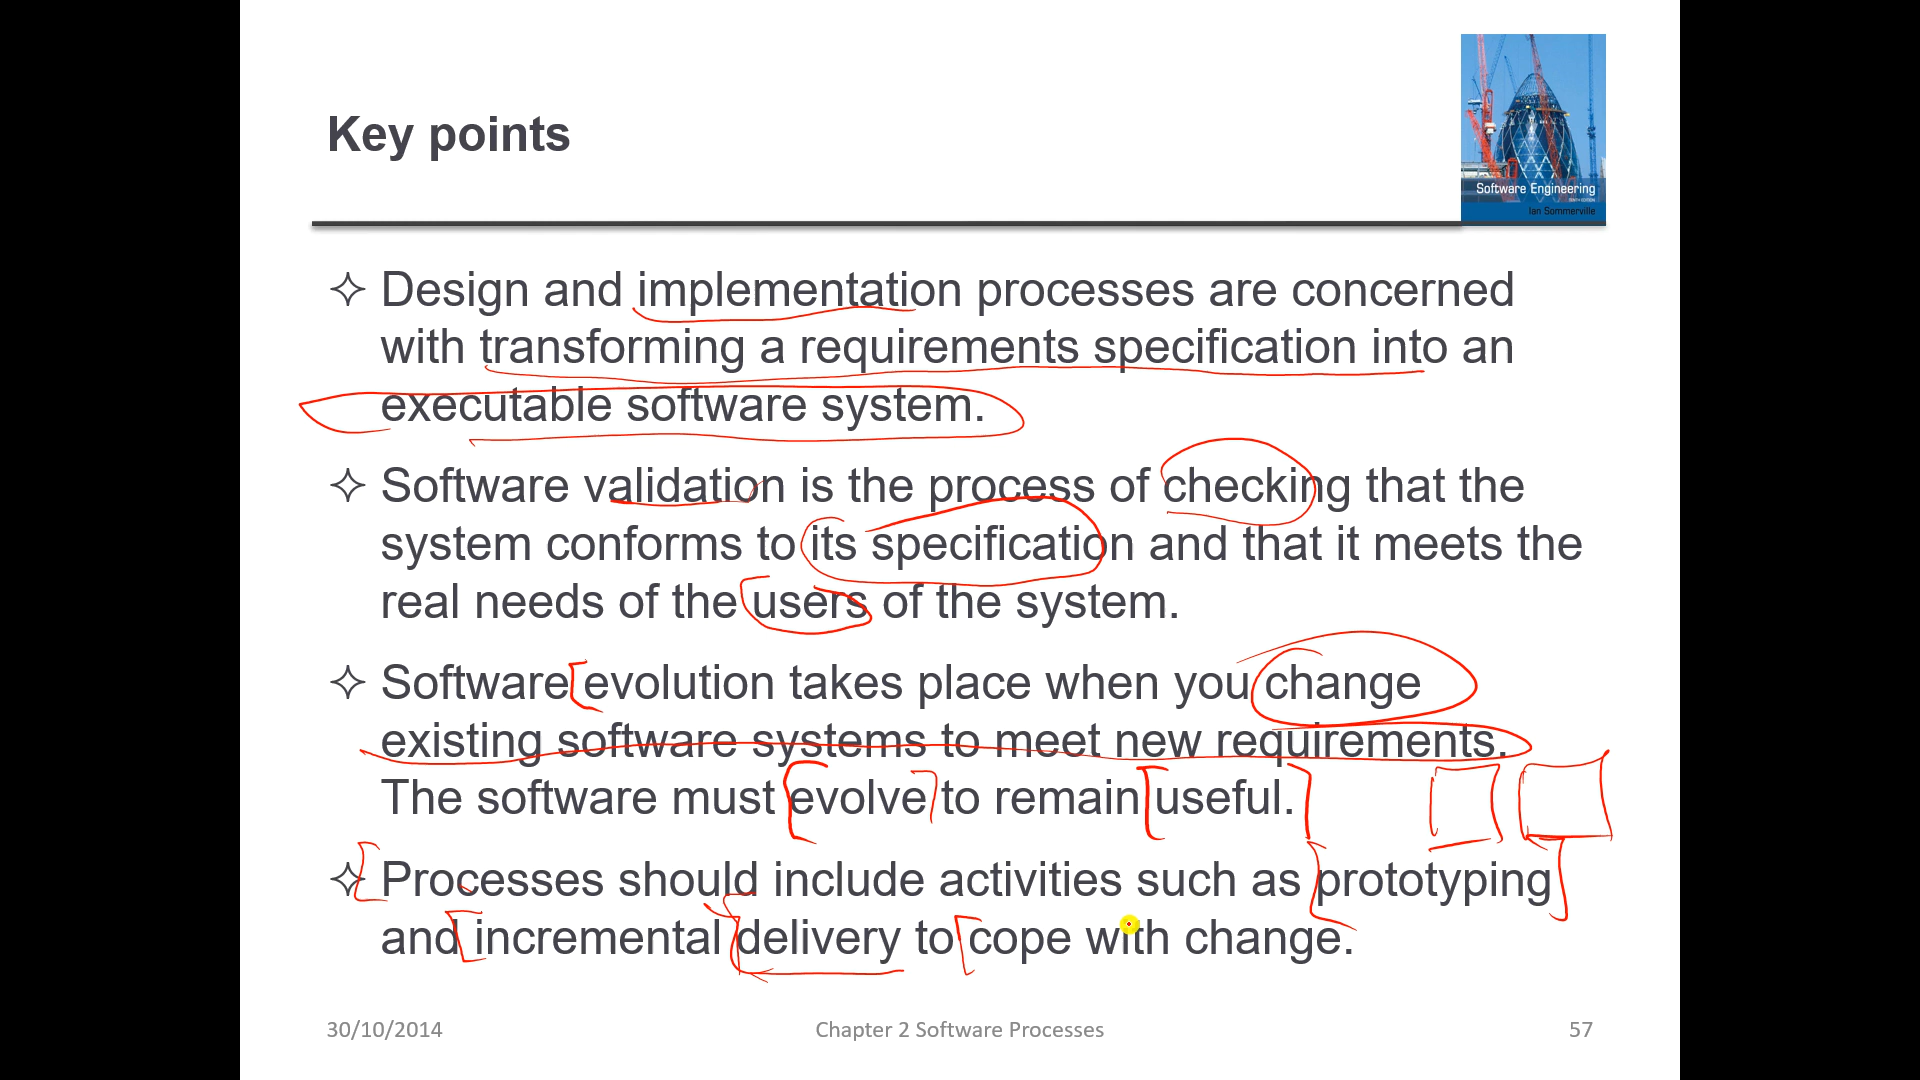 Key points
Software Engineering
Ian Sommerville
Design and implementation processes are concerned
with transforming a requirements specification into an
executable software system.
Software validation is the process of checking that the
system conforms to its specification and that it meets the
real needs of the users of the system.
Software evolution takes place when you change
existing software systems to meet new requirements.
The software must evolve to remain useful.
Processes should include activities such as prototyping
and incremental delivery to cope with change.
30/10/2014
Chapter 2 Software Processes
57